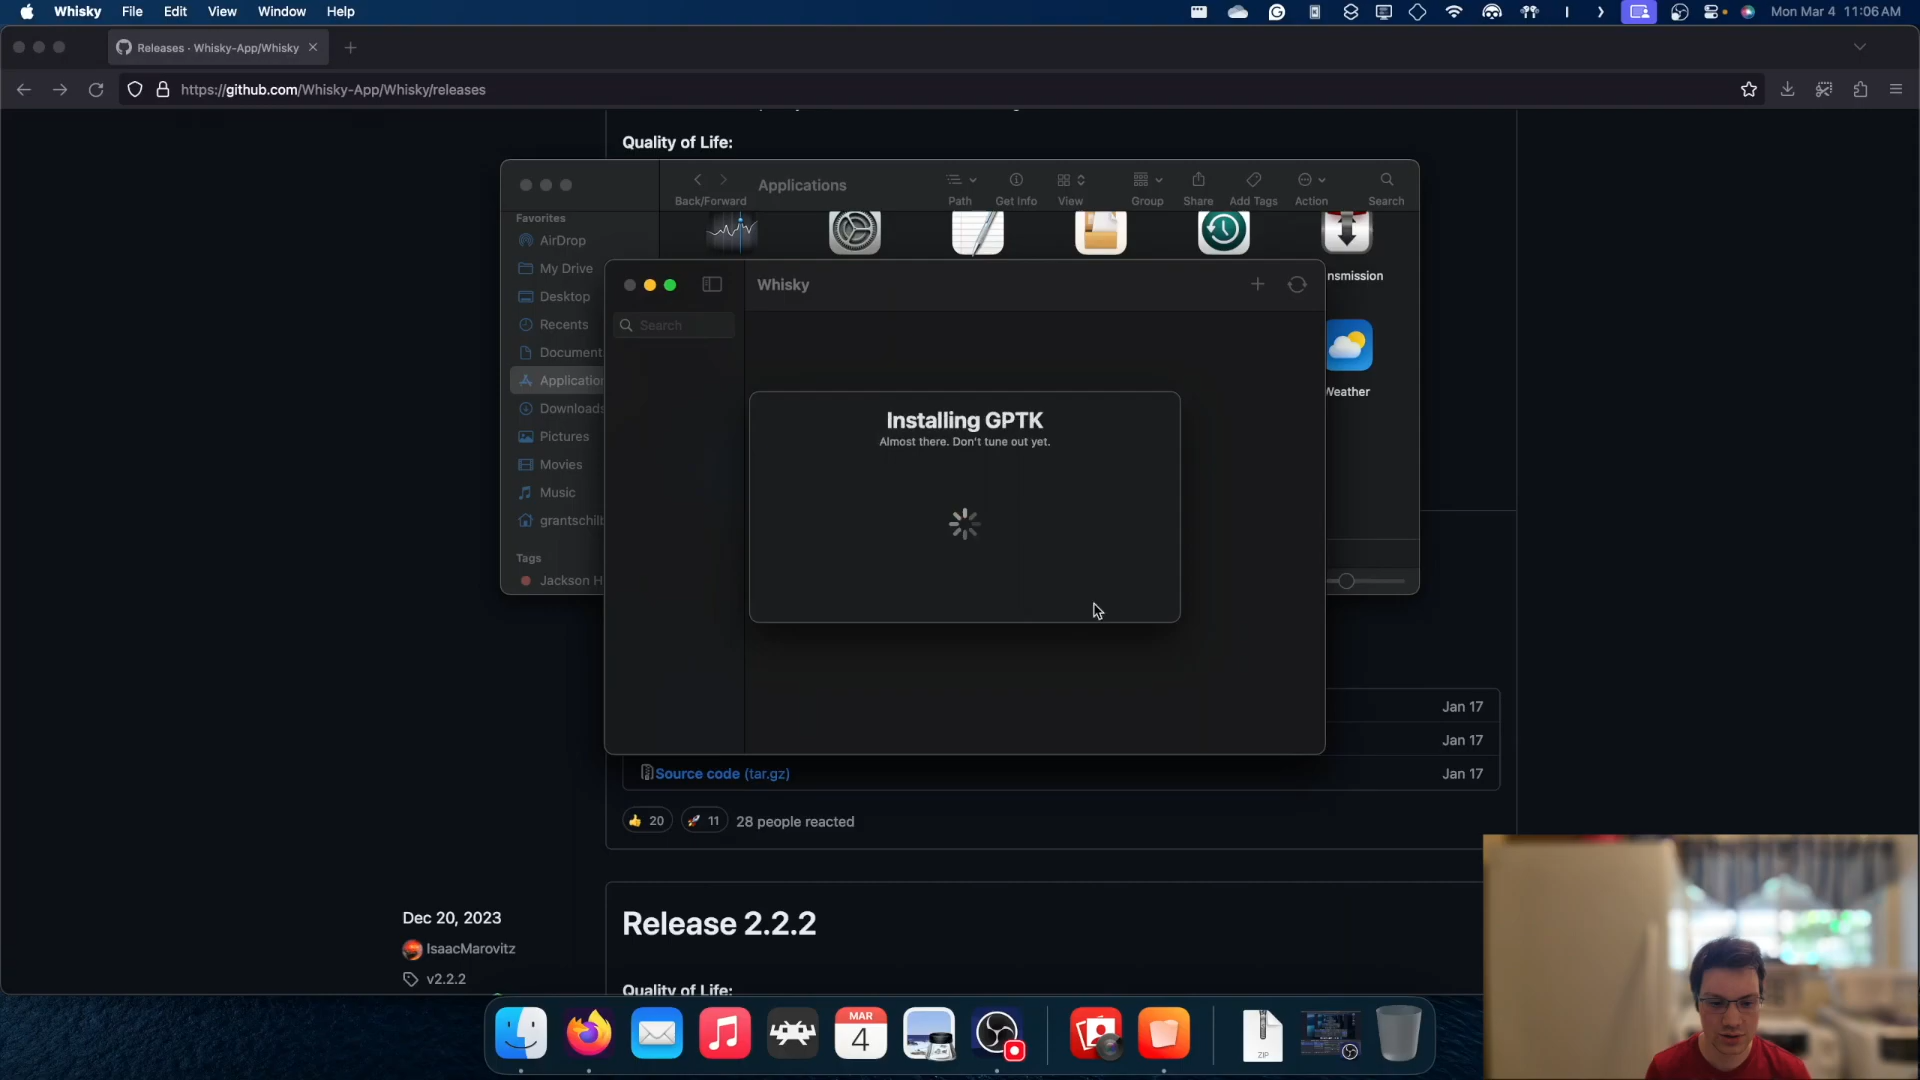 Whisky File Edit View Window Help
Mon Mar 4 11:06 AM
Releases · Whisky-App/Whisky
https://github.com/Whisky-App/Whisky/releases
Quality of Life:
Applications
Back/Forward Path Get Info View Group Share Add Tags Action Search
Favorites
AirDrop
My Drive
Desktop
Recents
Document
Applicatio
Download
Pictures
Movies
Music
grantschilt
Tags
Jackson H
nsmission
Weather
Whisky
Search
Installing GPTK
Almost there. Don't tune out yet.
Jan 17
Jan 17
Source code (tar.gz) Jan 17
20 11 28 people reacted
Dec 20, 2023
IsaacMarovitz
v2.2.2
Release 2.2.2
Quality of Life:
MAR
4
ZIP